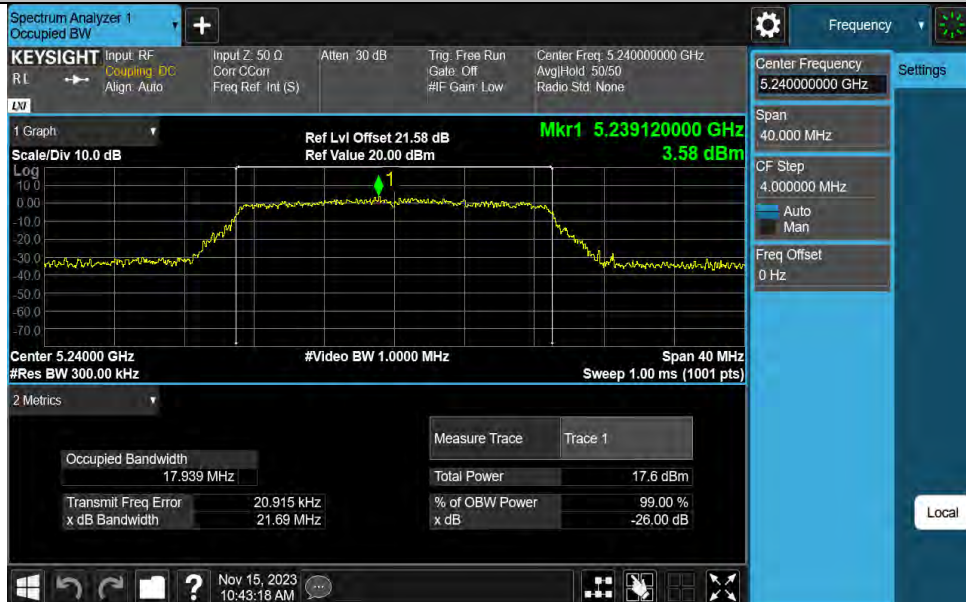 Spectrum Analyzer 1
Occupied BW
+
Frequency
KEYSIGHT Input: RF Input Z: 50 Ω Atten: 30 dB Trig: Free Run Center Freq: 5.240000000 GHz
Coupling: DC Corr CCorr Gate: Off Avg|Hold: 50/50
Align: Auto Freq Ref: Int (S) #IF Gain: Low Radio Std: None
LXI
Center Frequency
5.240000000 GHz
Settings
Span
40.000 MHz
CF Step
4.000000 MHz
Auto
Man
Freq Offset
0 Hz
Local
1 Graph
Ref Lvl Offset 21.58 dB
Mkr1 5.239120000 GHz
Scale/Div 10.0 dB
Ref Value 20.00 dBm
3.58 dBm
Log
1
10.0
0.00
-10.0
-20.0
-30.0
-40.0
-50.0
-60.0
-70.0
Center 5.24000 GHz #Video BW 1.0000 MHz Span 40 MHz
#Res BW 300.00 kHz Sweep 1.00 ms (1001 pts)
2 Metrics
Measure Trace Trace 1
Occupied Bandwidth
17.939 MHz
Total Power 17.6 dBm
Transmit Freq Error 20.915 kHz
% of OBW Power 99.00 %
x dB Bandwidth 21.69 MHz
x dB -26.00 dB
?
Nov 15, 2023
10:43:18 AM